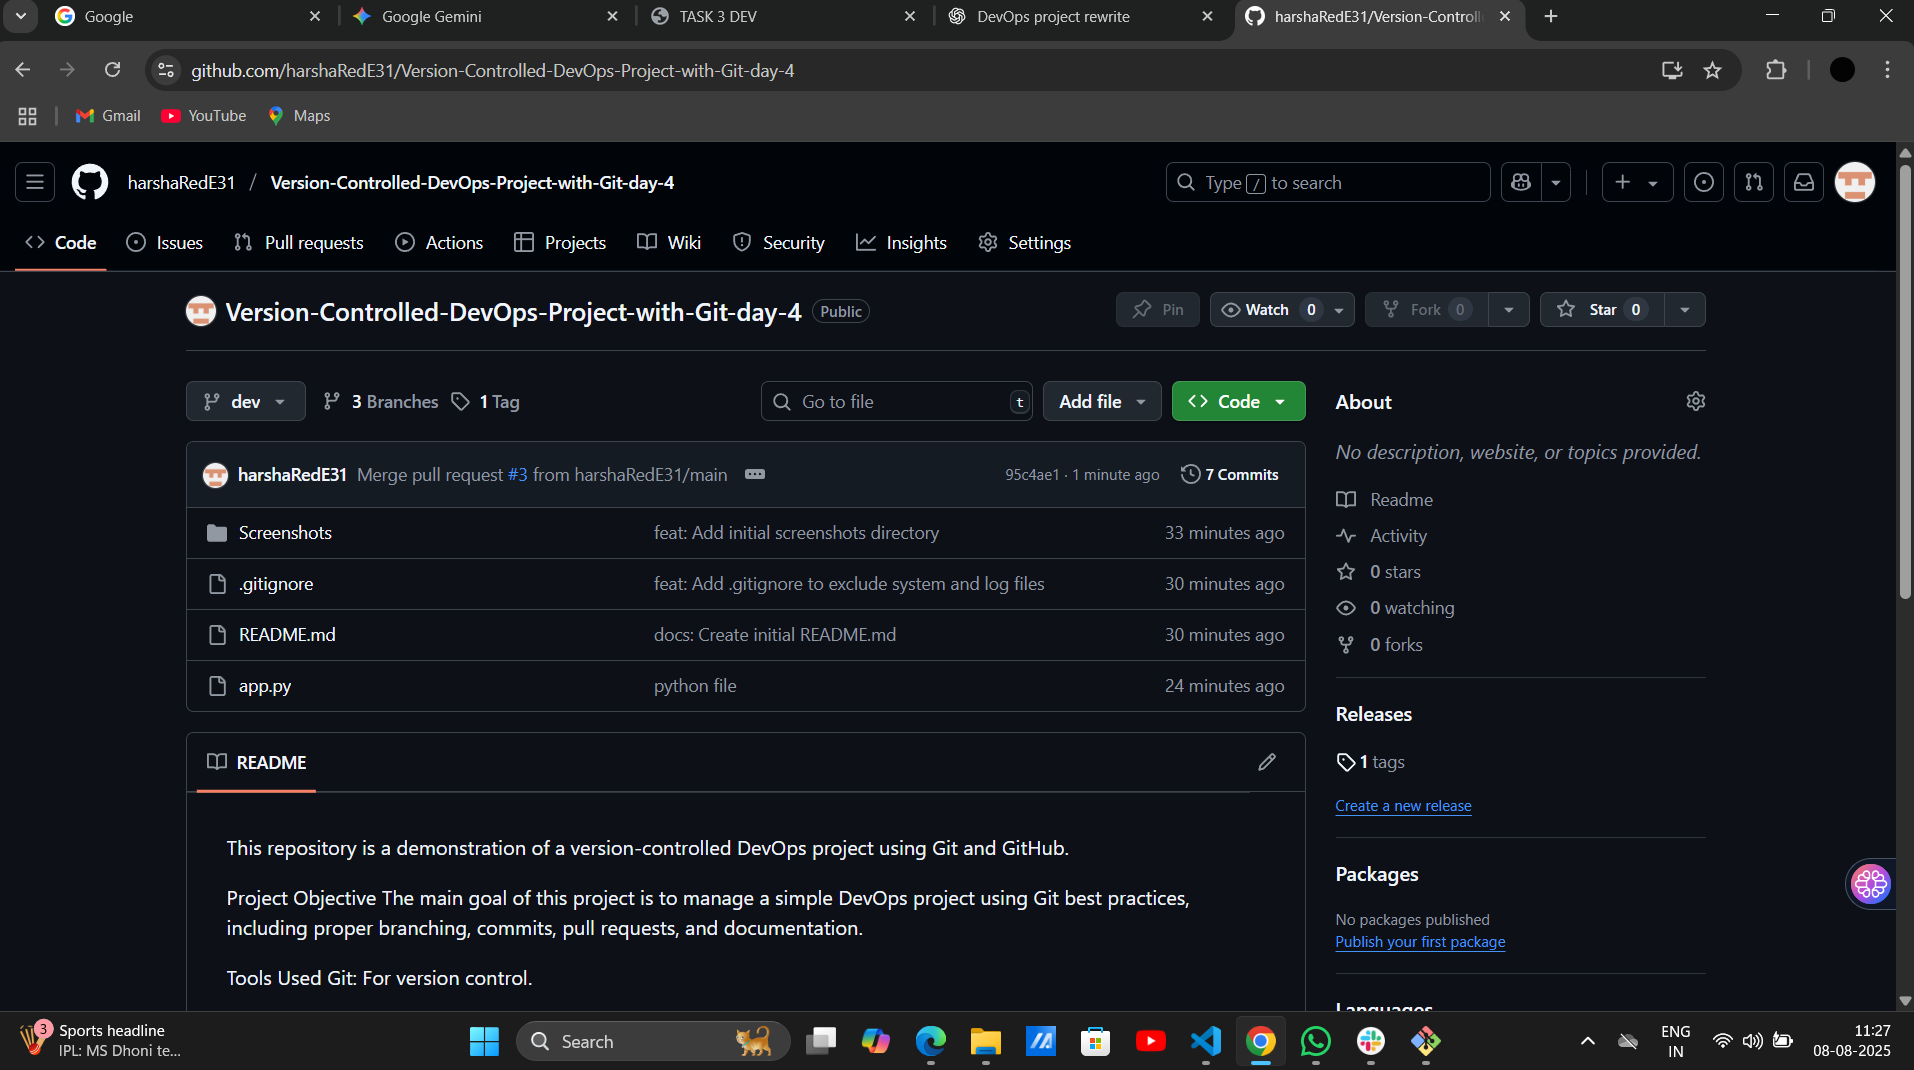 Google
Google Gemini
TASK 3 DEV
DevOps project rewrite
harshaRedE31/Version-Controll
github.com/harshaRedE31/Version-Controlled-DevOps-Project-with-Git-day-4
Gmail
YouTube
Maps
harshaRedE31 / Version-Controlled-DevOps-Project-with-Git-day-4
Type / to search
Code
Issues
Pull requests
Actions
Projects
Wiki
Security
Insights
Settings
Version-Controlled-DevOps-Project-with-Git-day-4 Public
Pin
Watch 0
Fork 0
Star 0
dev
3 Branches
1 Tag
Go to file t
Add file
Code
harshaRedE31 Merge pull request #3 from harshaRedE31/main
95c4ae1 · 1 minute ago
7 Commits
Screenshots feat: Add initial screenshots directory 33 minutes ago
.gitignore feat: Add .gitignore to exclude system and log files 30 minutes ago
README.md docs: Create initial README.md 30 minutes ago
app.py python file 24 minutes ago
README
This repository is a demonstration of a version-controlled DevOps project using Git and GitHub.
Project Objective The main goal of this project is to manage a simple DevOps project using Git best practices,
including proper branching, commits, pull requests, and documentation.
Tools Used Git: For version control.
About
No description, website, or topics provided.
Readme
Activity
0 stars
0 watching
0 forks
Releases
1 tags
Create a new release
Packages
No packages published
Publish your first package
Languages
3
Sports headline
IPL: MS Dhoni te...
Search
ENG
IN
11:27
08-08-2025